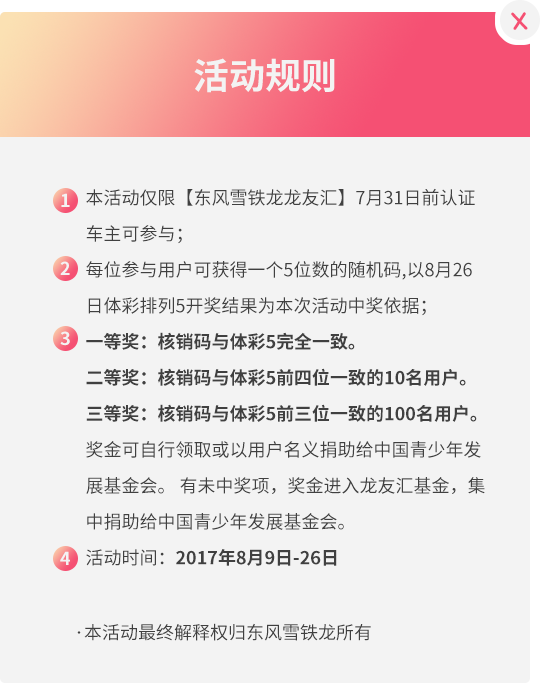 X
活动规则
1 本活动仅限【东风雪铁龙龙友汇】7月31日前认证
车主可参与；
2 每位参与用户可获得一个5位数的随机码,以8月26
日体彩排列5开奖结果为本次活动中奖依据；
3 一等奖：核销码与体彩5完全一致。
二等奖：核销码与体彩5前四位一致的10名用户。
三等奖：核销码与体彩5前三位一致的100名用户。
奖金可自行领取或以用户名义捐助给中国青少年发
展基金会。 有未中奖项，奖金进入龙友汇基金，集
中捐助给中国青少年发展基金会。
4 活动时间：2017年8月9日-26日
·本活动最终解释权归东风雪铁龙所有